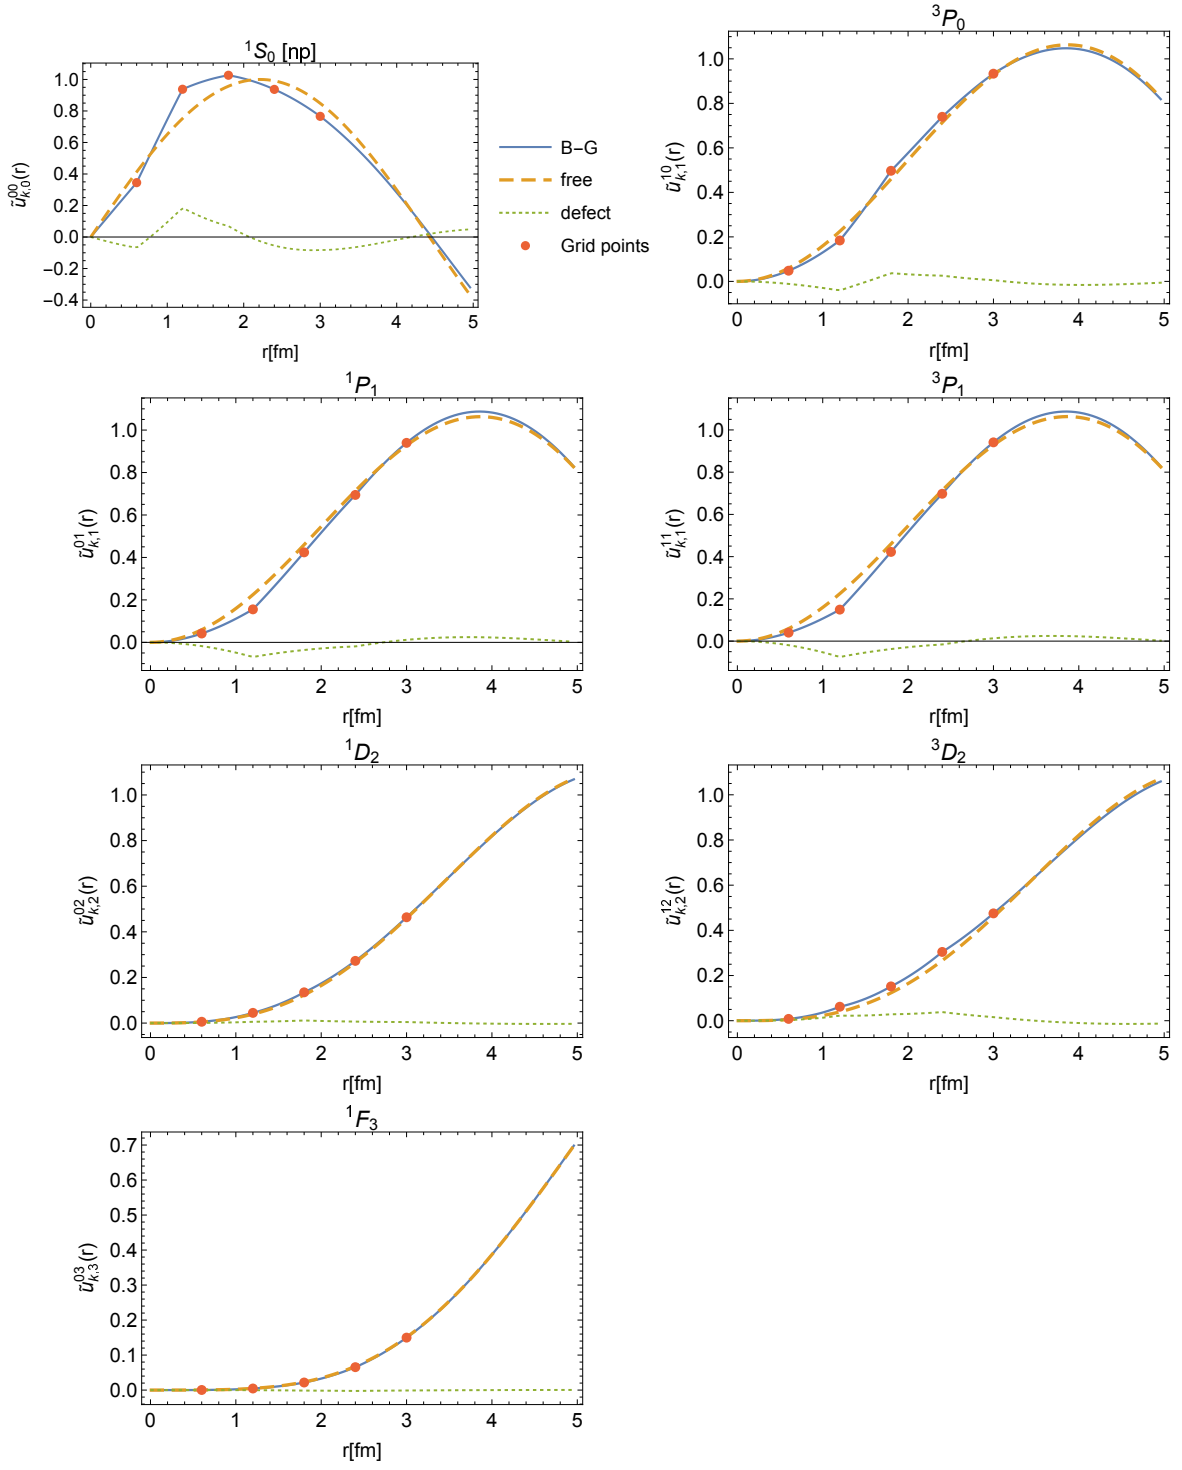 ¹S₀ [np]
1.0
0.8
0.6
0.4
0.2
0.0
−0.2
−0.4
ũ⁰⁰ₖ,₀(r)
0 1 2 3 4 5
r[fm]
B−G
free
defect
Grid points
³P₀
1.0
0.8
0.6
0.4
0.2
0.0
ũ¹⁰ₖ,₁(r)
0 1 2 3 4 5
r[fm]
¹P₁
1.0
0.8
0.6
0.4
0.2
0.0
ũ⁰¹ₖ,₁(r)
0 1 2 3 4 5
r[fm]
³P₁
1.0
0.8
0.6
0.4
0.2
0.0
ũ¹¹ₖ,₁(r)
0 1 2 3 4 5
r[fm]
¹D₂
1.0
0.8
0.6
0.4
0.2
0.0
ũ⁰²ₖ,₂(r)
0 1 2 3 4 5
r[fm]
³D₂
1.0
0.8
0.6
0.4
0.2
0.0
ũ¹²ₖ,₂(r)
0 1 2 3 4 5
r[fm]
¹F₃
0.7
0.6
0.5
0.4
0.3
0.2
0.1
0.0
ũ⁰³ₖ,₃(r)
0 1 2 3 4 5
r[fm]